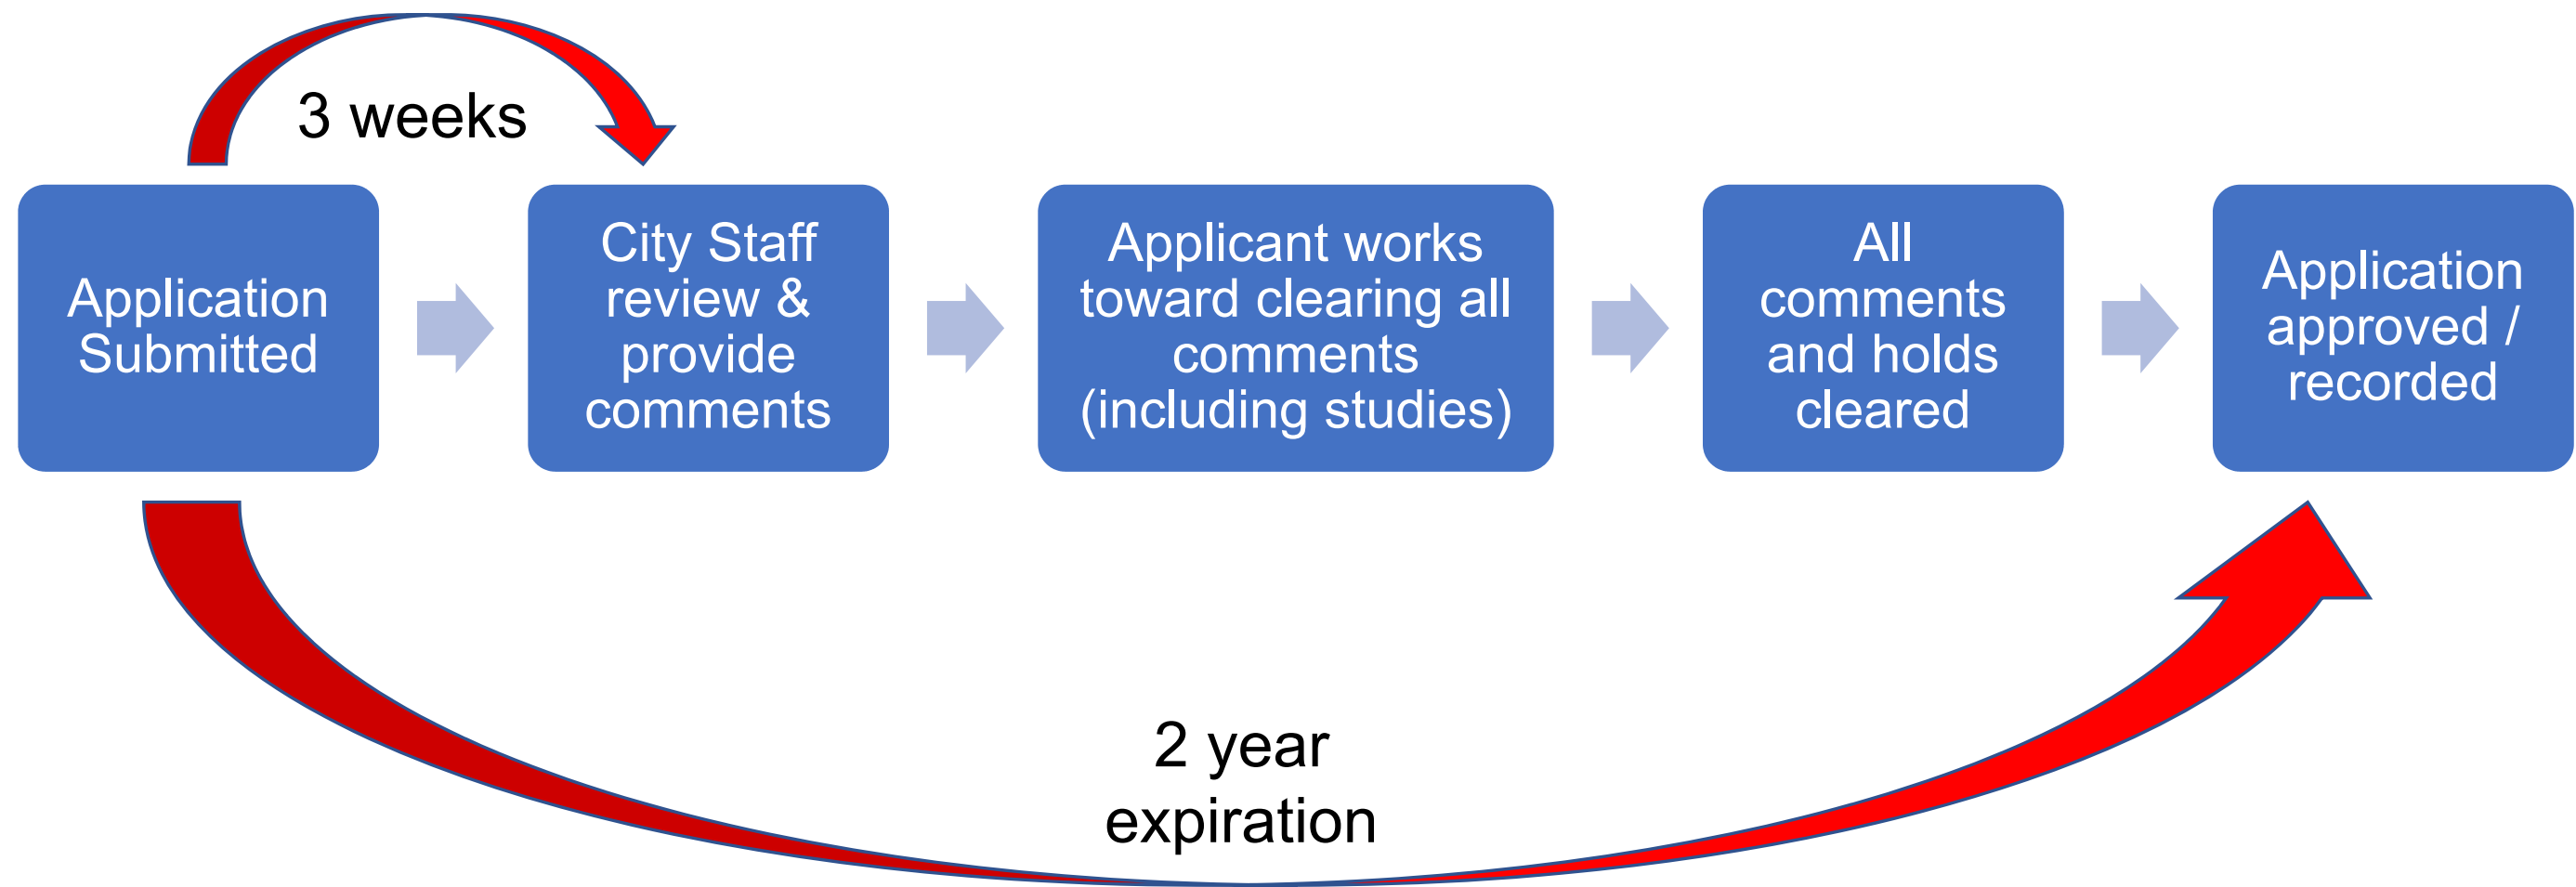 3 weeks
Application
Submitted
City Staff
review &
provide
comments
Applicant works
toward clearing all
comments
(including studies)
All
comments
and holds
cleared
Application
approved /
recorded
2 year
expiration